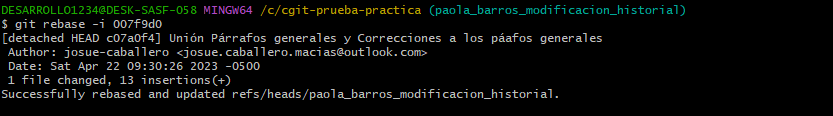 DESARROLLO1234@DESK-SASF-058 MINGW64 /c/cgit-prueba-practica (paola_barros_modificacion_historial)
$ git rebase -i 007f9d0
[detached HEAD c07a0f4] Unión Párrafos generales y Correcciones a los páafos generales
Author: josue-caballero <josue.caballero.macias@outlook.com>
Date: Sat Apr 22 09:30:26 2023 -0500
1 file changed, 13 insertions(+)
Successfully rebased and updated refs/heads/paola_barros_modificacion_historial.